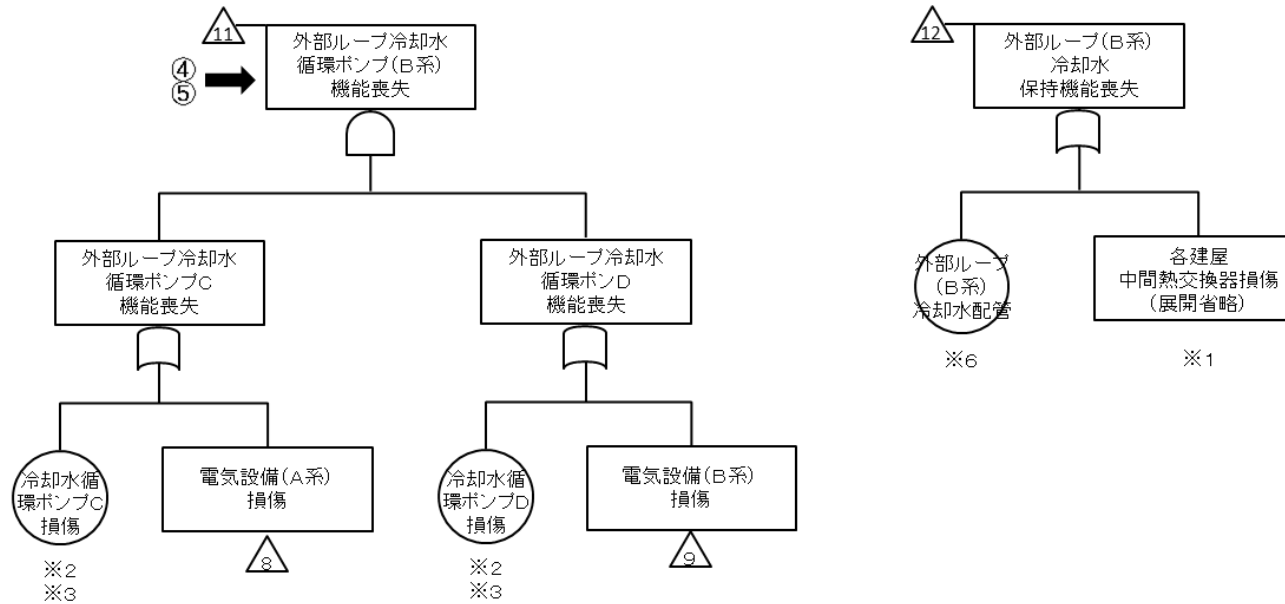 11
外部ループ冷却水
循環ポンプ(B系)
機能喪失
④
⑤
外部ループ冷却水
循環ポンプC
機能喪失
外部ループ冷却水
循環ポンD
機能喪失
冷却水循
環ポンプC
損傷
※2
※3
電気設備(A系)
損傷
8
冷却水循
環ポンプD
損傷
※2
※3
電気設備(B系)
損傷
9
12
外部ループ(B系)
冷却水
保持機能喪失
外部ループ
(B系)
冷却水配管
※6
各建屋
中間熱交換器損傷
(展開省略)
※1